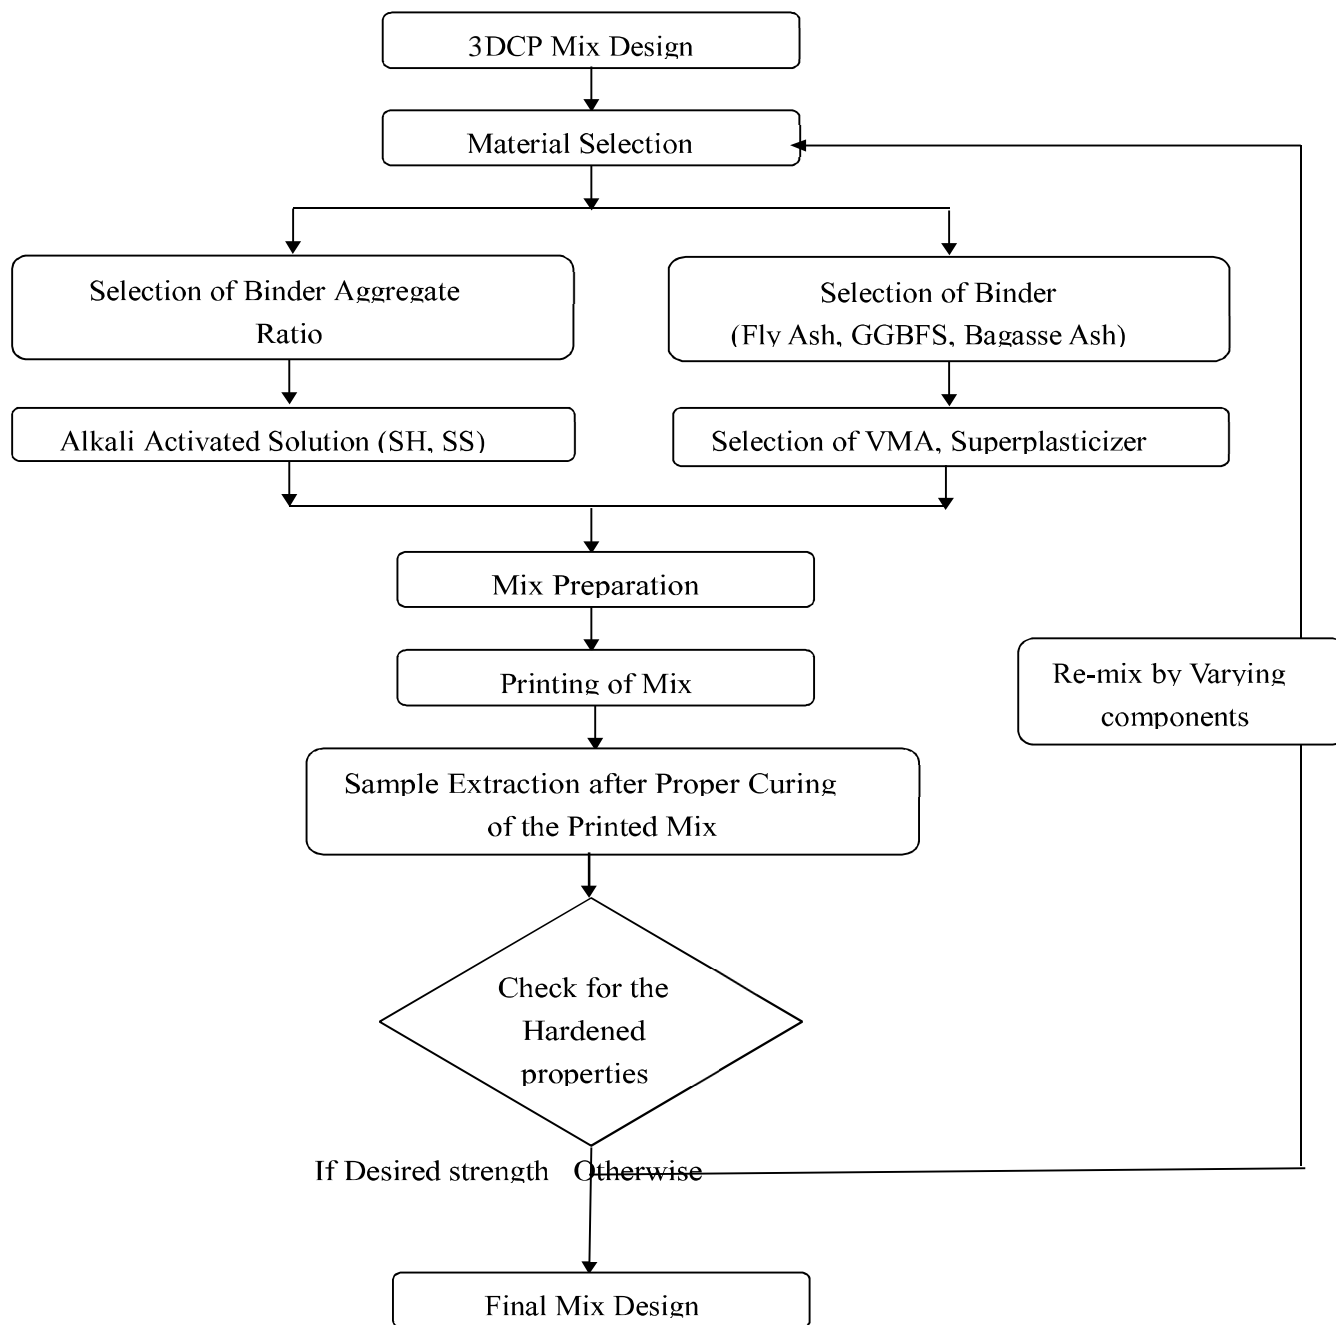 3DCP Mix Design
Material Selection
Selection of Binder Aggregate
Ratio
Selection of Binder
(Fly Ash, GGBFS, Bagasse Ash)
Alkali Activated Solution (SH, SS)
Selection of VMA, Superplasticizer
Mix Preparation
Printing of Mix
Re-mix by Varying
components
Sample Extraction after Proper Curing
of the Printed Mix
Check for the
Hardened
properties
If Desired strength Otherwise
Final Mix Design